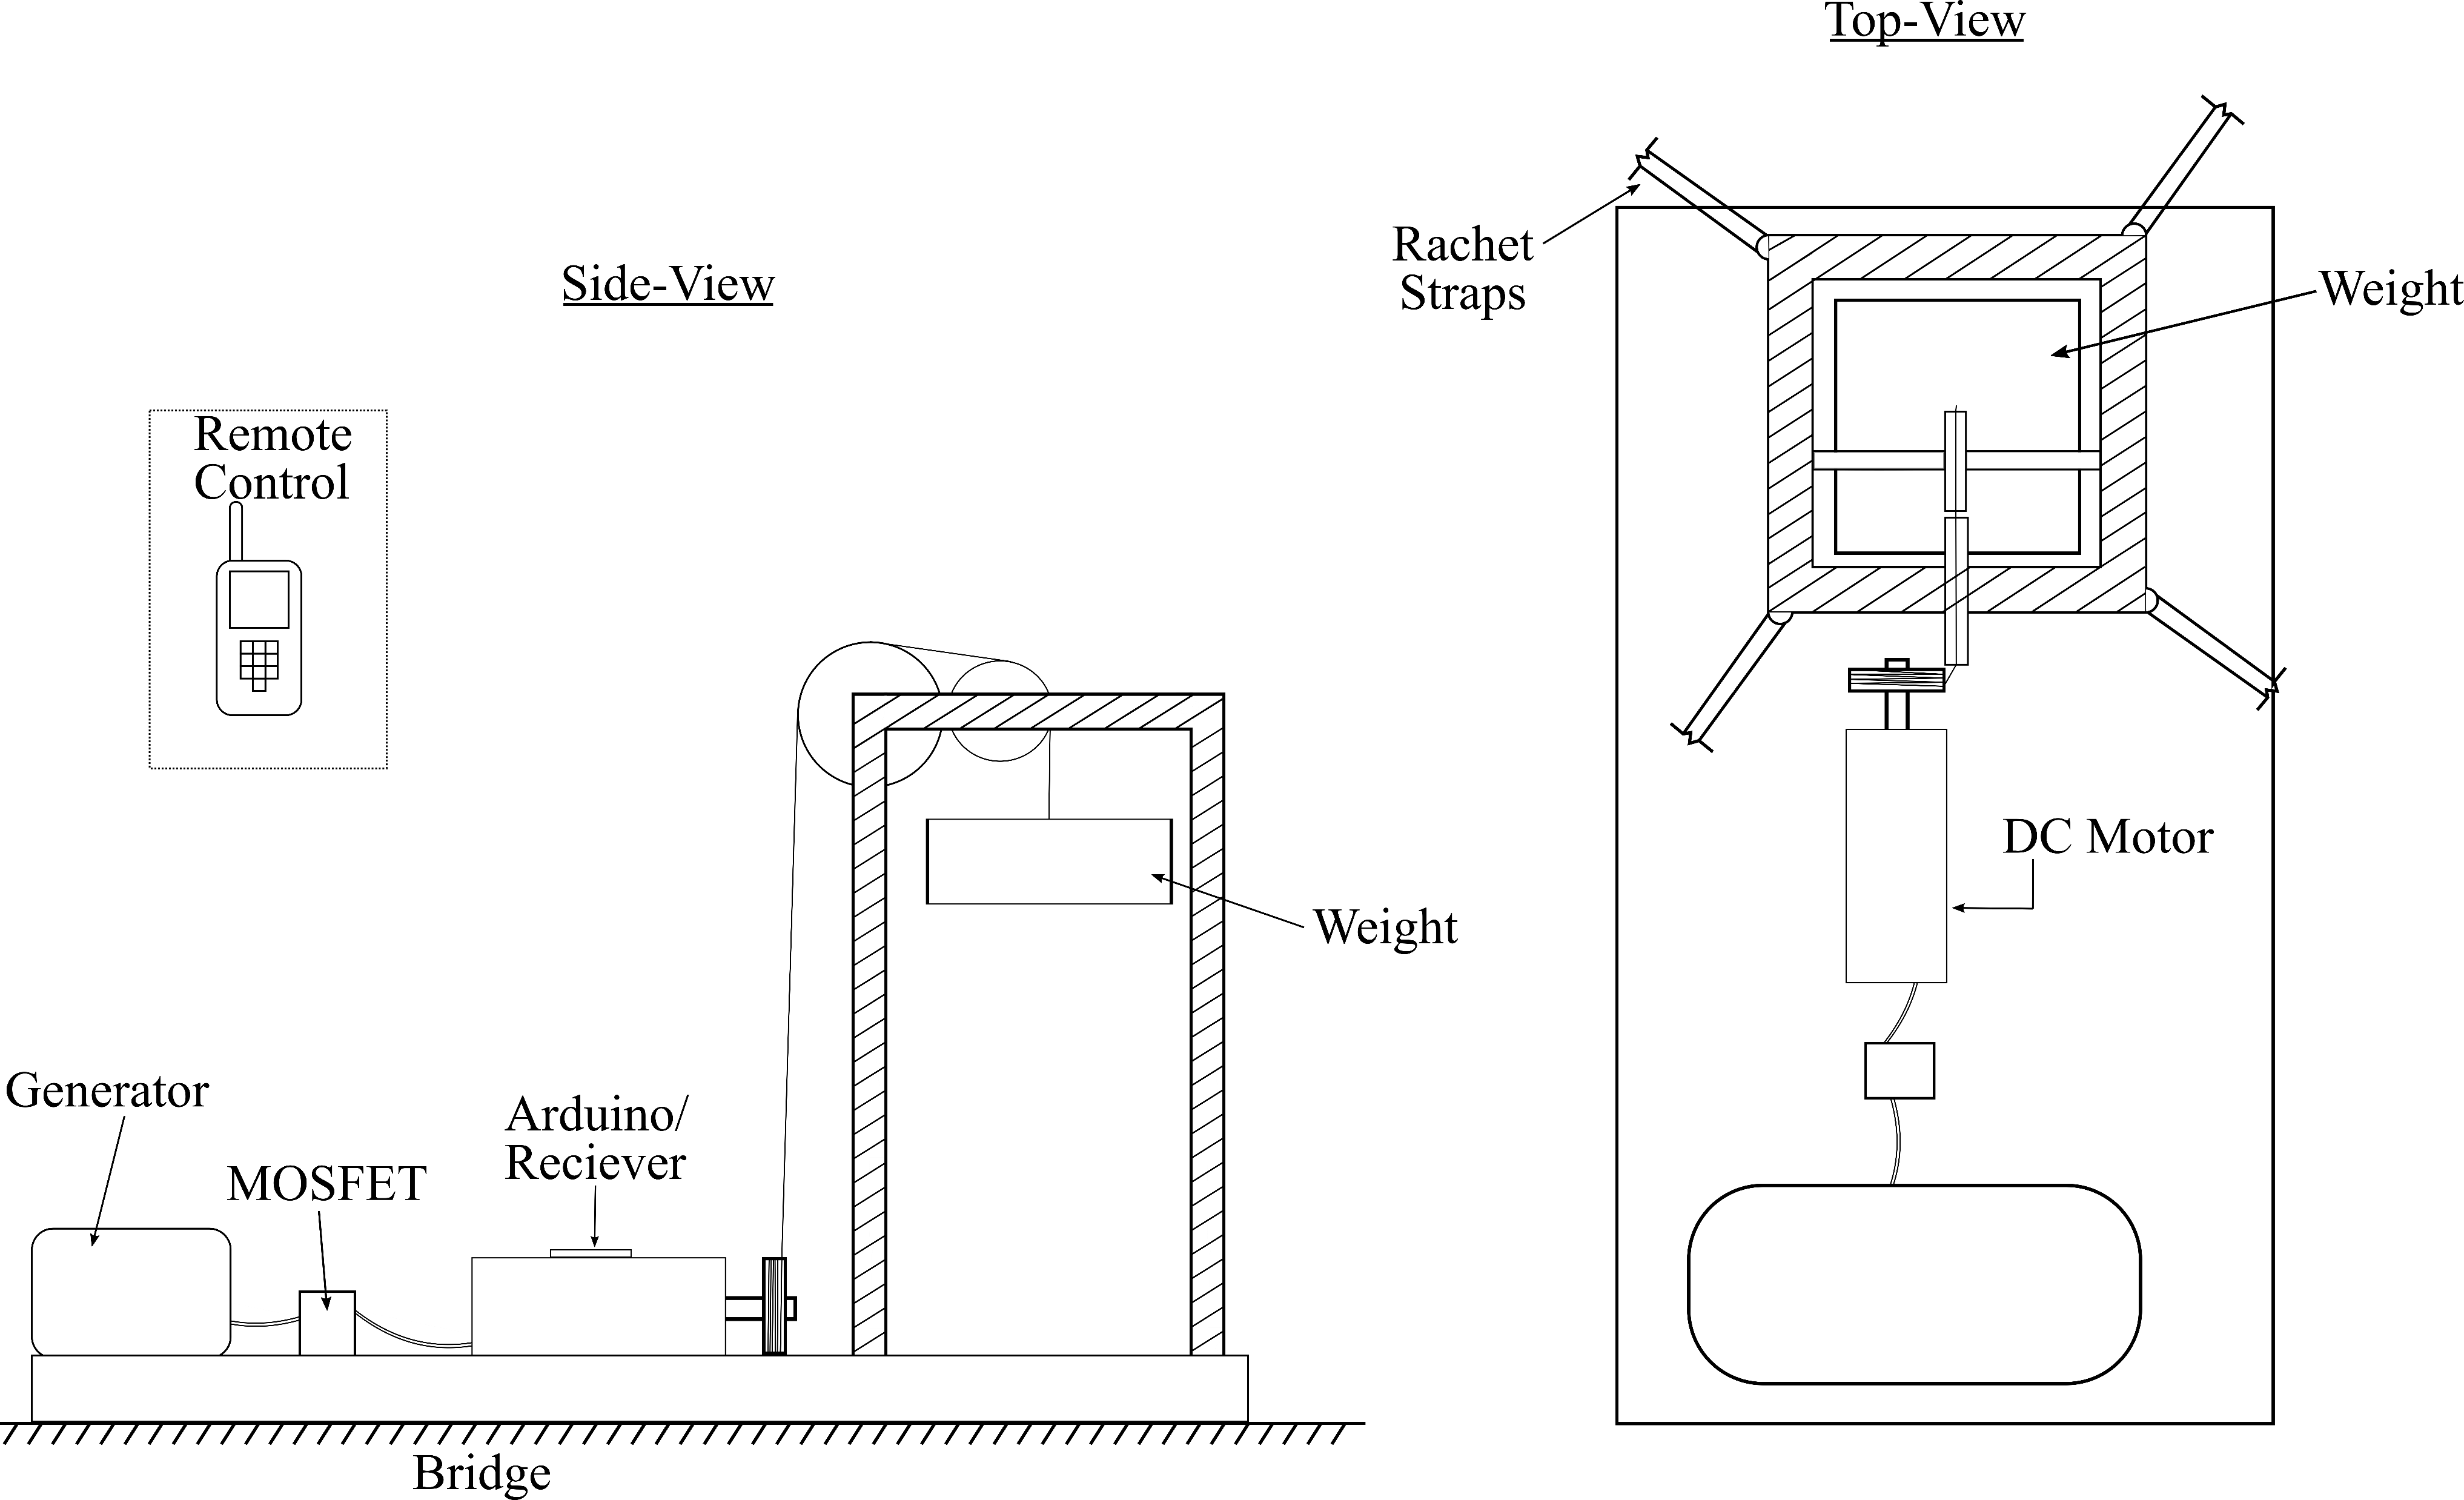 Top-View
Rachet
Straps
Weight
Side-View
Remote
Control
DC Motor
Weight
Generator
MOSFET
Arduino/
Reciever
Bridge